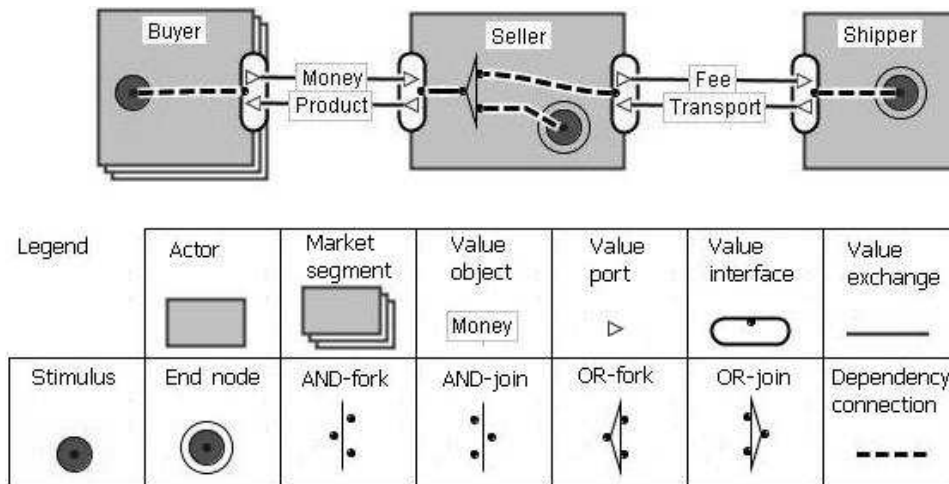 Buyer
Seller
Shipper
Money
Product
Fee
Transport
Legend
Actor
Market
segment
Value
object
Value
port
Value
interface
Value
exchange
Money
Stimulus
End node
AND-fork
AND-join
OR-fork
OR-join
Dependency
connection